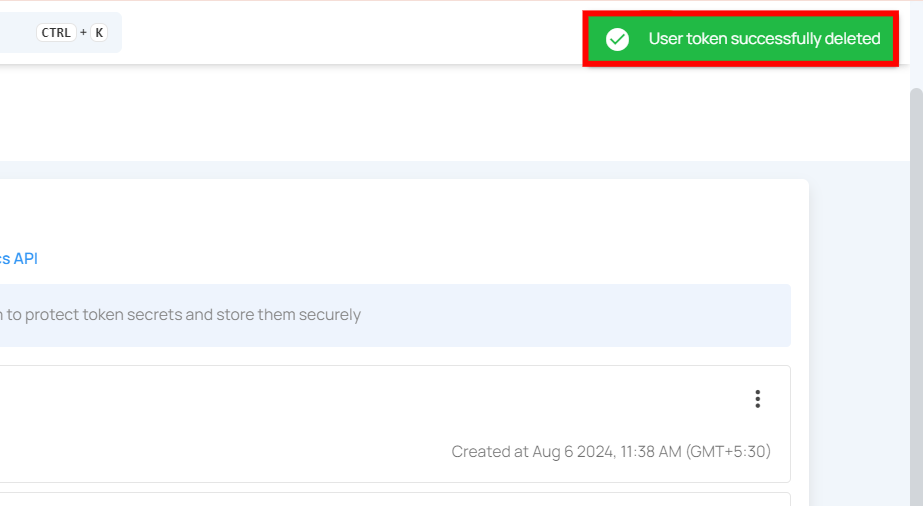 CTRL + K
User token successfully deleted
API
to protect token secrets and store them securely
Created at Aug 6 2024, 11:38 AM (GMT+5:30)